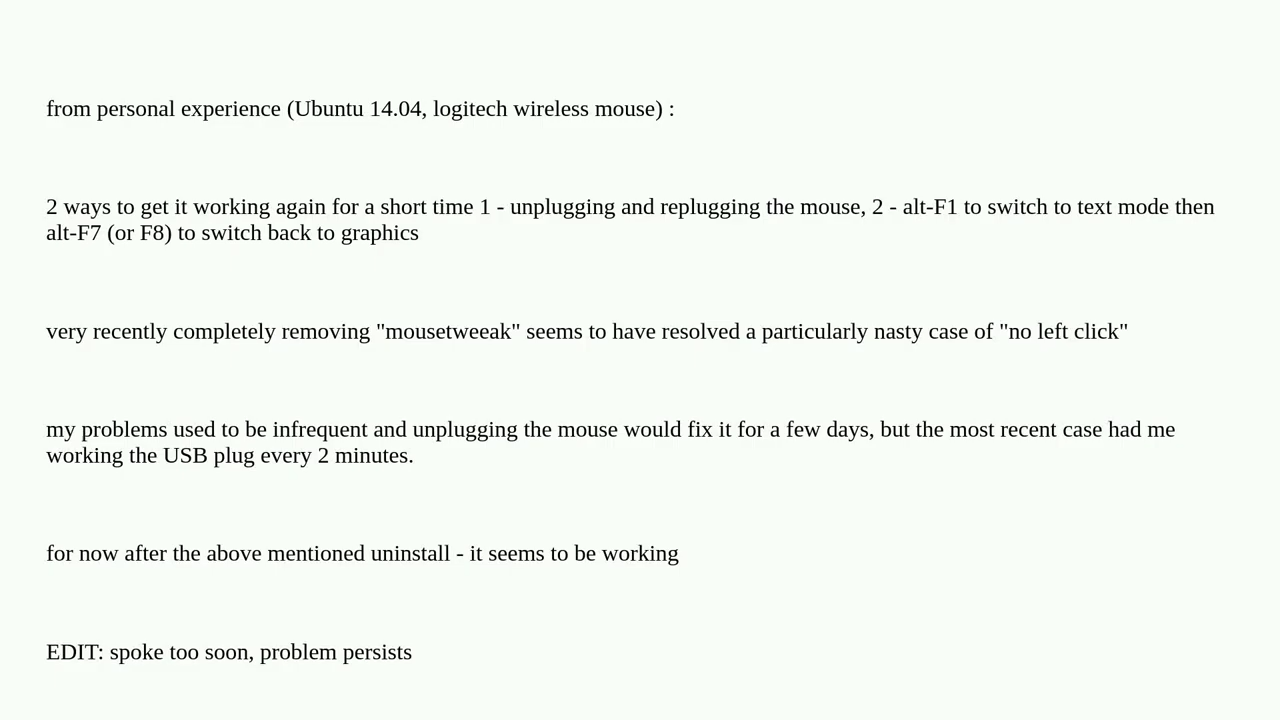 from personal experience (Ubuntu 14.04, logitech wireless mouse) :
2 ways to get it working again for a short time 1 - unplugging and replugging the mouse, 2 - alt-F1 to switch to text mode then
alt-F7 (or F8) to switch back to graphics
very recently completely removing "mousetweeak" seems to have resolved a particularly nasty case of "no left click"
my problems used to be infrequent and unplugging the mouse would fix it for a few days, but the most recent case had me
working the USB plug every 2 minutes.
for now after the above mentioned uninstall - it seems to be working
EDIT: spoke too soon, problem persists